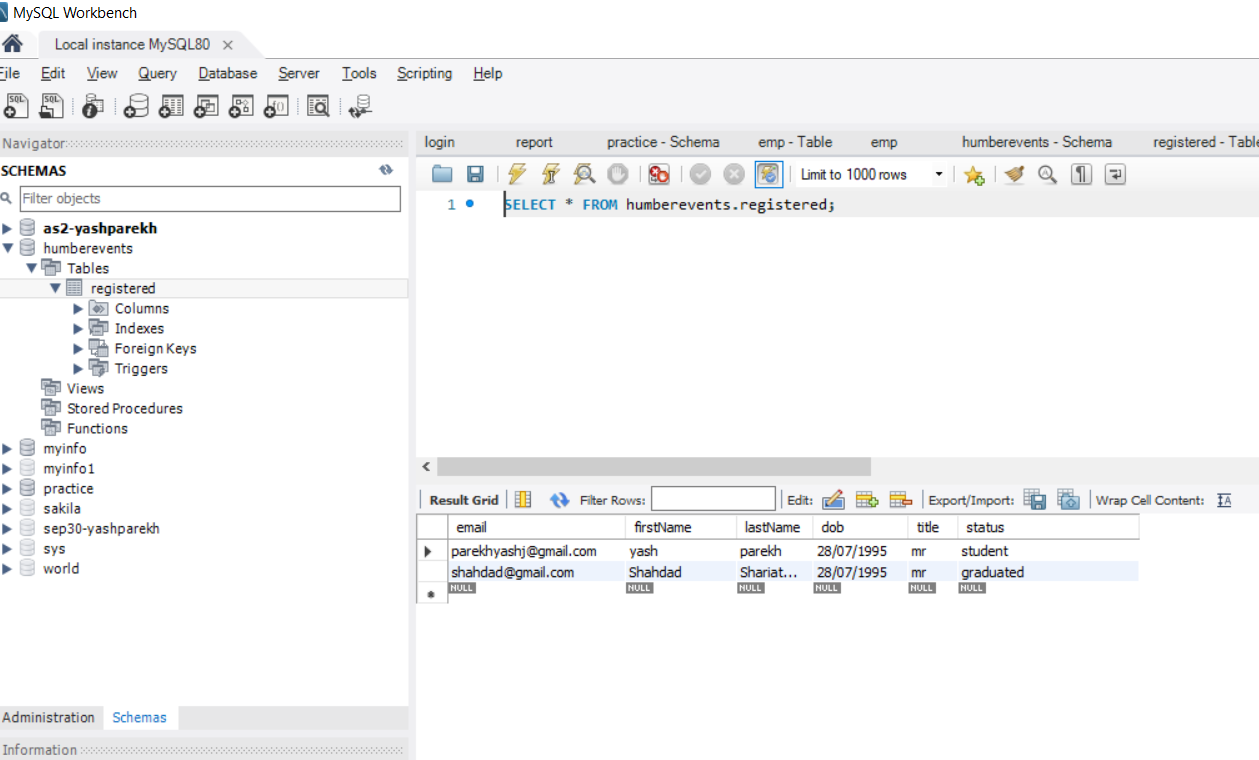 MySQL Workbench
Local instance MySQL80
File Edit View Query Database Server Tools Scripting Help
Navigator
SCHEMAS
Filter objects
as2-yashparekh
humberevents
Tables
registered
Columns
Indexes
Foreign Keys
Triggers
Views
Stored Procedures
Functions
myinfo
myinfo1
practice
sakila
sep30-yashparekh
sys
world
Administration Schemas
Information
login report practice - Schema emp - Table emp humberevents - Schema registered - Table
Limit to 1000 rows
1 SELECT * FROM humberevents.registered;
Result Grid Filter Rows: Edit: Export/Import: Wrap Cell Content:
email firstName lastName dob title status
parekhyashj@gmail.com yash parekh 28/07/1995 mr student
shahdad@gmail.com Shahdad Shariat... 28/07/1995 mr graduated
NULL NULL NULL NULL NULL NULL